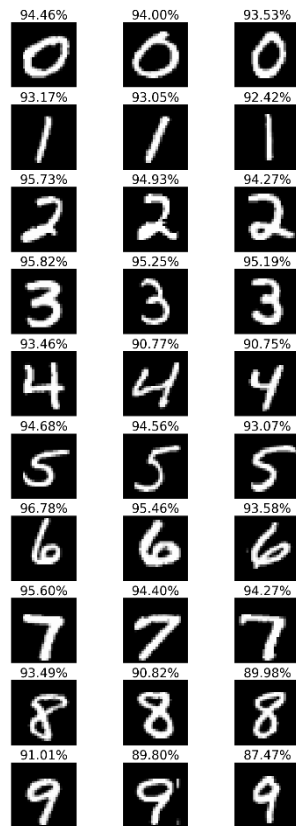 94.46% 94.00% 93.53%
0 0 0
93.17% 93.05% 92.42%
1 1 1
95.73% 94.93% 94.27%
2 2 2
95.82% 95.25% 95.19%
3 3 3
93.46% 90.77% 90.75%
4 4 4
94.68% 94.56% 93.07%
5 5 5
96.78% 95.46% 93.58%
6 6 6
95.60% 94.40% 94.27%
7 7 7
93.49% 90.82% 89.98%
8 8 8
91.01% 89.80% 87.47%
9 9 9